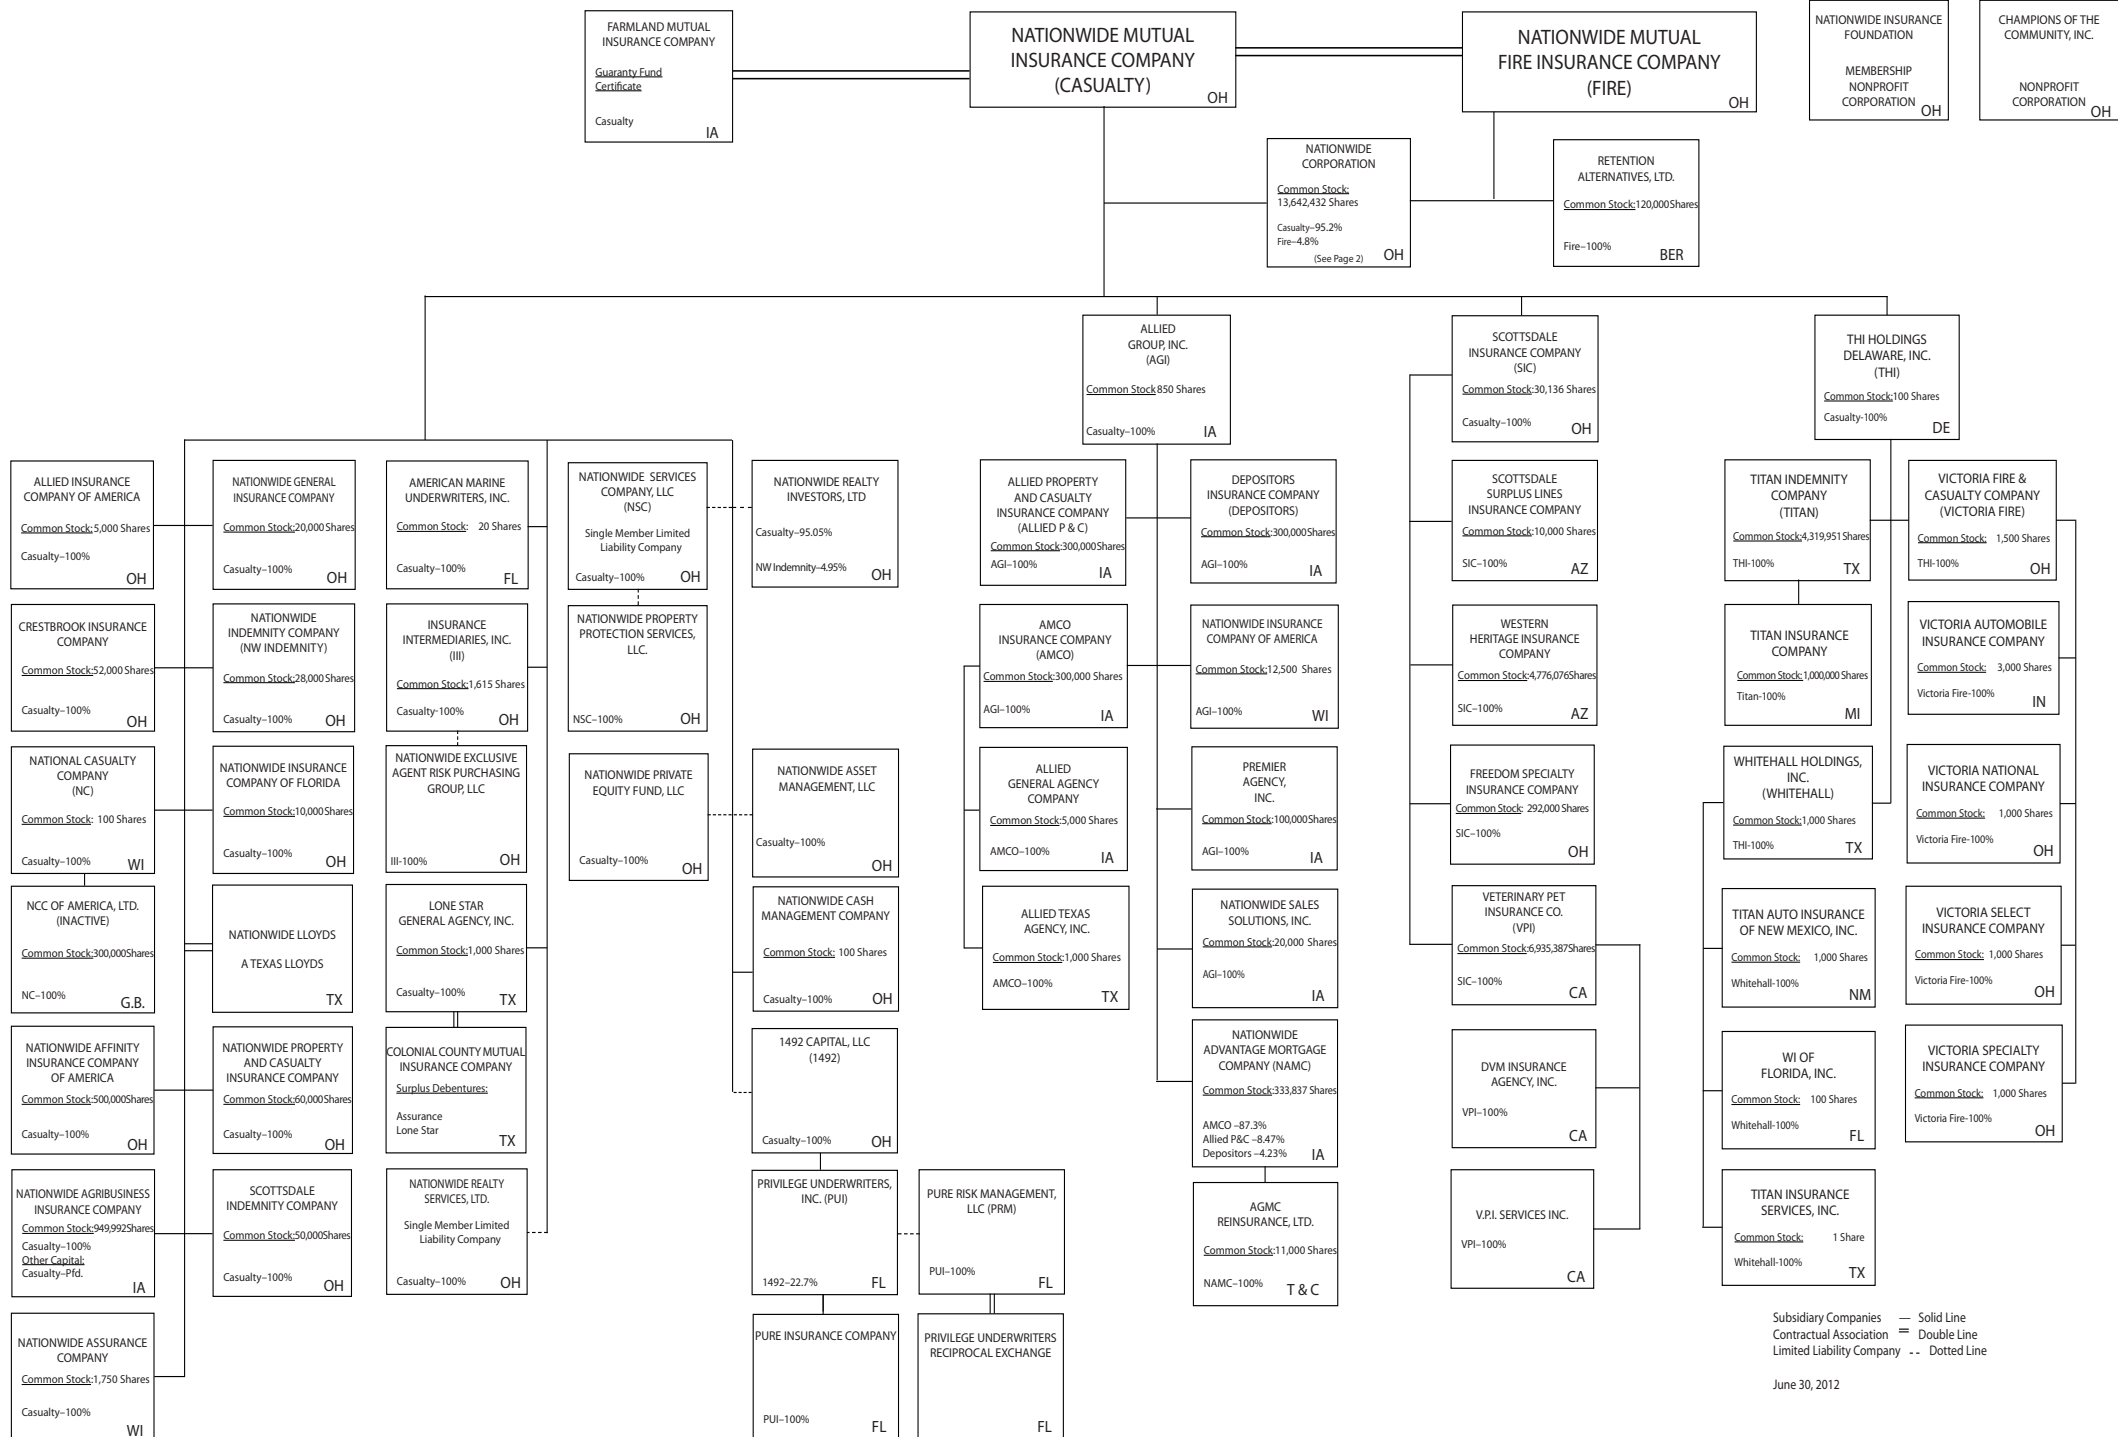 FARMLAND MUTUAL
INSURANCE COMPANY
Guaranty Fund
Certificate
Casualty
IA
NATIONWIDE MUTUAL
INSURANCE COMPANY
(CASUALTY)
OH
NATIONWIDE MUTUAL
FIRE INSURANCE COMPANY
(FIRE)
OH
NATIONWIDE INSURANCE
FOUNDATION
MEMBERSHIP
NONPROFIT
CORPORATION
OH
CHAMPIONS OF THE
COMMUNITY, INC.
NONPROFIT
CORPORATION
OH
NATIONWIDE
CORPORATION
Common Stock:
13,642,432 Shares
Casualty–95.2%
Fire–4.8%
(See Page 2)
OH
RETENTION
ALTERNATIVES, LTD.
Common Stock:120,000Shares
Fire–100%
BER
ALLIED
GROUP, INC.
(AGI)
Common Stock 850 Shares
Casualty–100%
IA
SCOTTSDALE
INSURANCE COMPANY
(SIC)
Common Stock:30,136 Shares
Casualty–100%
OH
THI HOLDINGS
DELAWARE, INC.
(THI)
Common Stock:100 Shares
Casualty-100%
DE
ALLIED INSURANCE
COMPANY OF AMERICA
Common Stock:5,000 Shares
Casualty–100%
OH
NATIONWIDE GENERAL
INSURANCE COMPANY
Common Stock:20,000Shares
Casualty–100%
OH
AMERICAN MARINE
UNDERWRITERS, INC.
Common Stock: 20 Shares
Casualty–100%
FL
NATIONWIDE SERVICES
COMPANY, LLC
(NSC)
Single Member Limited
Liability Company
Casualty–100%
OH
NATIONWIDE REALTY
INVESTORS, LTD
Casualty–95.05%
NW Indemnity–4.95%
OH
ALLIED PROPERTY
AND CASUALTY
INSURANCE COMPANY
(ALLIED P & C)
Common Stock:300,000Shares
AGI–100%
IA
DEPOSITORS
INSURANCE COMPANY
(DEPOSITORS)
Common Stock:300,000Shares
AGI–100%
IA
SCOTTSDALE
SURPLUS LINES
INSURANCE COMPANY
Common Stock:10,000 Shares
SIC–100%
AZ
TITAN INDEMNITY
COMPANY
(TITAN)
Common Stock:4,319,951Shares
THI-100%
TX
VICTORIA FIRE &
CASUALTY COMPANY
(VICTORIA FIRE)
Common Stock: 1,500 Shares
THI-100%
OH
CRESTBROOK INSURANCE
COMPANY
Common Stock:52,000Shares
Casualty–100%
OH
NATIONWIDE
INDEMNITY COMPANY
(NW INDEMNITY)
Common Stock:28,000Shares
Casualty–100%
OH
INSURANCE
INTERMEDIARIES, INC.
(III)
Common Stock:1,615 Shares
Casualty-100%
OH
NATIONWIDE PROPERTY
PROTECTION SERVICES,
LLC.
NSC–100%
OH
AMCO
INSURANCE COMPANY
(AMCO)
Common Stock:300,000 Shares
AGI–100%
IA
NATIONWIDE INSURANCE
COMPANY OF AMERICA
Common Stock:12,500 Shares
AGI–100%
WI
WESTERN
HERITAGE INSURANCE
COMPANY
Common Stock:4,776,076Shares
SIC–100%
AZ
TITAN INSURANCE
COMPANY
Common Stock:1,000,000 Shares
Titan-100%
MI
VICTORIA AUTOMOBILE
INSURANCE COMPANY
Common Stock: 3,000 Shares
Victoria Fire-100%
IN
NATIONAL CASUALTY
COMPANY
(NC)
Common Stock: 100 Shares
Casualty–100%
WI
NATIONWIDE INSURANCE
COMPANY OF FLORIDA
Common Stock:10,000Shares
Casualty–100%
OH
NATIONWIDE EXCLUSIVE
AGENT RISK PURCHASING
GROUP, LLC
III-100%
OH
NATIONWIDE PRIVATE
EQUITY FUND, LLC
Casualty–100%
OH
NATIONWIDE ASSET
MANAGEMENT, LLC
Casualty–100%
OH
ALLIED
GENERAL AGENCY
COMPANY
Common Stock:5,000 Shares
AMCO–100%
IA
PREMIER
AGENCY,
INC.
Common Stock:100,000Shares
AGI–100%
IA
FREEDOM SPECIALTY
INSURANCE COMPANY
Common Stock: 292,000 Shares
SIC–100%
OH
WHITEHALL HOLDINGS,
INC.
(WHITEHALL)
Common Stock:1,000 Shares
THI-100%
TX
VICTORIA NATIONAL
INSURANCE COMPANY
Common Stock: 1,000 Shares
Victoria Fire-100%
OH
NCC OF AMERICA, LTD.
(INACTIVE)
Common Stock:300,000Shares
NC–100%
G.B.
NATIONWIDE LLOYDS
A TEXAS LLOYDS
TX
LONE STAR
GENERAL AGENCY, INC.
Common Stock:1,000 Shares
Casualty–100%
TX
NATIONWIDE CASH
MANAGEMENT COMPANY
Common Stock: 100 Shares
Casualty–100%
OH
ALLIED TEXAS
AGENCY, INC.
Common Stock:1,000 Shares
AMCO–100%
TX
NATIONWIDE SALES
SOLUTIONS, INC.
Common Stock:20,000 Shares
AGI–100%
IA
VETERINARY PET
INSURANCE CO.
(VPI)
Common Stock:6,935,387Shares
SIC–100%
CA
TITAN AUTO INSURANCE
OF NEW MEXICO, INC.
Common Stock: 1,000 Shares
Whitehall-100%
NM
VICTORIA SELECT
INSURANCE COMPANY
Common Stock: 1,000 Shares
Victoria Fire-100%
OH
NATIONWIDE AFFINITY
INSURANCE COMPANY
OF AMERICA
Common Stock:500,000Shares
Casualty–100%
OH
NATIONWIDE PROPERTY
AND CASUALTY
INSURANCE COMPANY
Common Stock:60,000Shares
Casualty–100%
OH
COLONIAL COUNTY MUTUAL
INSURANCE COMPANY
Surplus Debentures:
Assurance
Lone Star
TX
1492 CAPITAL, LLC
(1492)
Casualty–100%
OH
NATIONWIDE
ADVANTAGE MORTGAGE
COMPANY (NAMC)
Common Stock:333,837 Shares
AMCO –87.3%
Allied P&C –8.47%
Depositors –4.23%
IA
DVM INSURANCE
AGENCY, INC.
VPI–100%
CA
WI OF
FLORIDA, INC.
Common Stock: 100 Shares
Whitehall-100%
FL
VICTORIA SPECIALTY
INSURANCE COMPANY
Common Stock: 1,000 Shares
Victoria Fire-100%
OH
NATIONWIDE AGRIBUSINESS
INSURANCE COMPANY
Common Stock:949,992Shares
Casualty–100%
Other Capital:
Casualty–Pfd.
IA
SCOTTSDALE
INDEMNITY COMPANY
Common Stock:50,000Shares
Casualty–100%
OH
NATIONWIDE REALTY
SERVICES, LTD.
Single Member Limited
Liability Company
Casualty–100%
OH
PRIVILEGE UNDERWRITERS,
INC. (PUI)
1492–22.7%
FL
PURE RISK MANAGEMENT,
LLC (PRM)
PUI–100%
FL
AGMC
REINSURANCE, LTD.
Common Stock:11,000 Shares
NAMC–100%
T & C
V.P.I. SERVICES INC.
VPI–100%
CA
TITAN INSURANCE
SERVICES, INC.
Common Stock: 1 Share
Whitehall-100%
TX
NATIONWIDE ASSURANCE
COMPANY
Common Stock:1,750 Shares
Casualty–100%
WI
PURE INSURANCE COMPANY
PUI–100%
FL
PRIVILEGE UNDERWRITERS
RECIPROCAL EXCHANGE
FL
Subsidiary Companies — Solid Line
Contractual Association = Double Line
Limited Liability Company -- Dotted Line
June 30, 2012